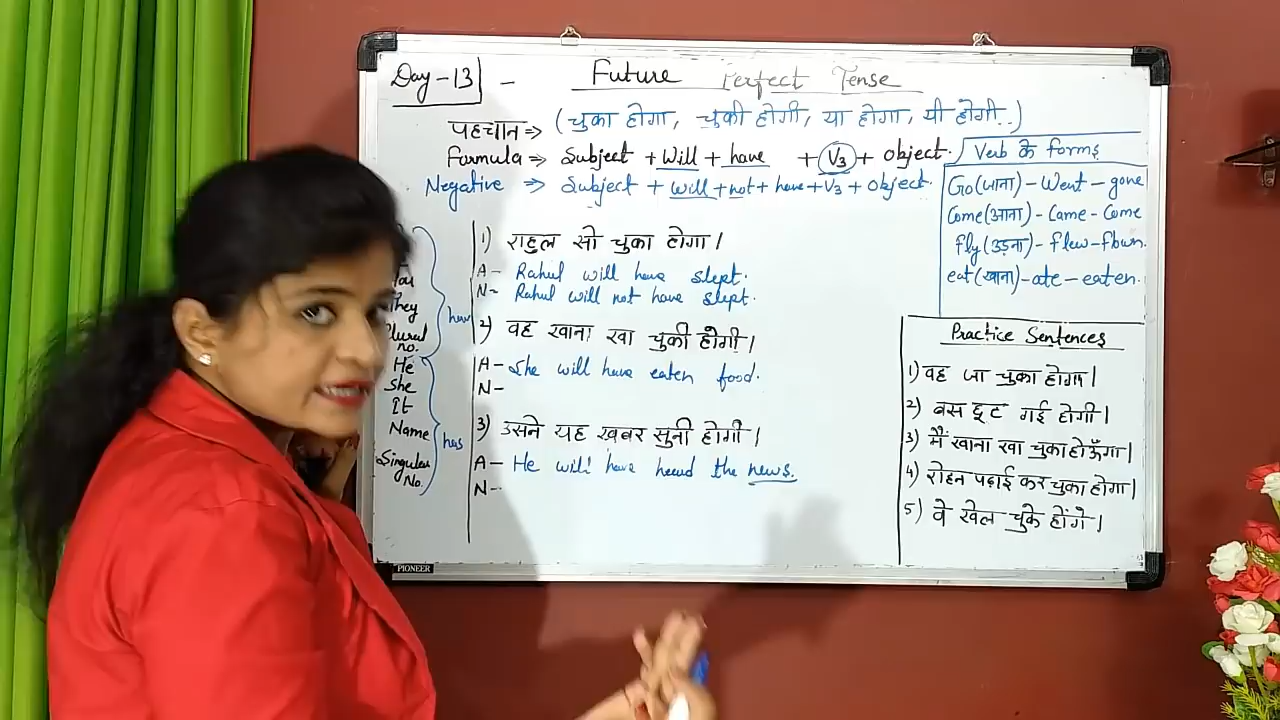 Day-13 - Future Perfect Tense
पहचान => (चुका होगा, चुकी होगी, या होगा, यी होगी..)
Formula => Subject + Will + have + V3 + object.
Negative => Subject + will + not + have + V3 + object.
Verb के forms
Go(जाना) - Went - gone
Come(आना) - Came - Come
fly(उड़ना) - flew - flown.
eat(खाना) - ate - eaten.
They
Plural
no.
have
He
She
It
Name
Singular
No.
has
1) राहुल सो चुका होगा।
A- Rahul will have slept.
N- Rahul will not have slept.
2) वह खाना खा चुकी होगी।
A- She will have eaten food.
N-
3) उसने यह खबर सुनी होगी।
A- He will have heard the news.
N-
Practice Sentences
1) वह जा चुका होगा।
2) बस छूट गई होगी।
3) मैं खाना खा चुका होऊँगा।
4) रोहन पढ़ाई कर चुका होगा।
5) वे खेल चुके होंगे।
PIONEER